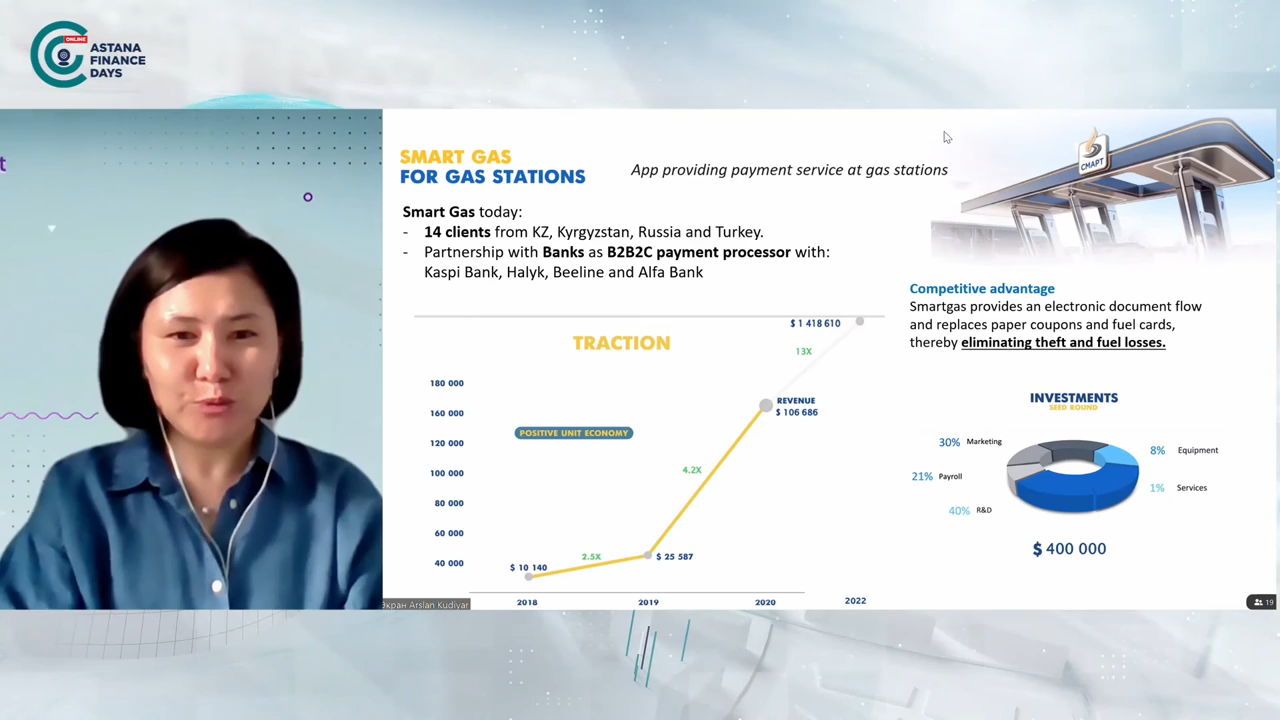 ONLINE
ASTANA
FINANCE
DAYS
t
SMART GAS
FOR GAS STATIONS
App providing payment service at gas stations
СМАРТ
Smart Gas today:
- 14 clients from KZ, Kyrgyzstan, Russia and Turkey.
- Partnership with Banks as B2B2C payment processor with:
Kaspi Bank, Halyk, Beeline and Alfa Bank
Competitive advantage
Smartgas provides an electronic document flow
and replaces paper coupons and fuel cards,
thereby eliminating theft and fuel losses.
TRACTION
$ 1 418 610
13X
180 000
160 000
120 000
100 000
80 000
60 000
40 000
POSITIVE UNIT ECONOMY
REVENUE
$ 106 686
4.2X
2.5X
$ 10 140
$ 25 587
2018
2019
2020
2022
INVESTMENTS
SEED ROUND
30% Marketing
21% Payroll
40% R&D
8% Equipment
1% Services
$ 400 000
Экран Arslan Kudiyar
19